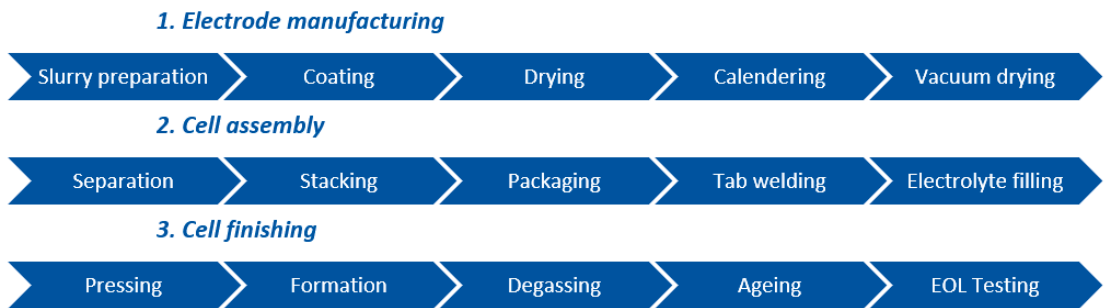 1. Electrode manufacturing
Slurry preparation Coating Drying Calendering Vacuum drying
2. Cell assembly
Separation Stacking Packaging Tab welding Electrolyte filling
3. Cell finishing
Pressing Formation Degassing Ageing EOL Testing